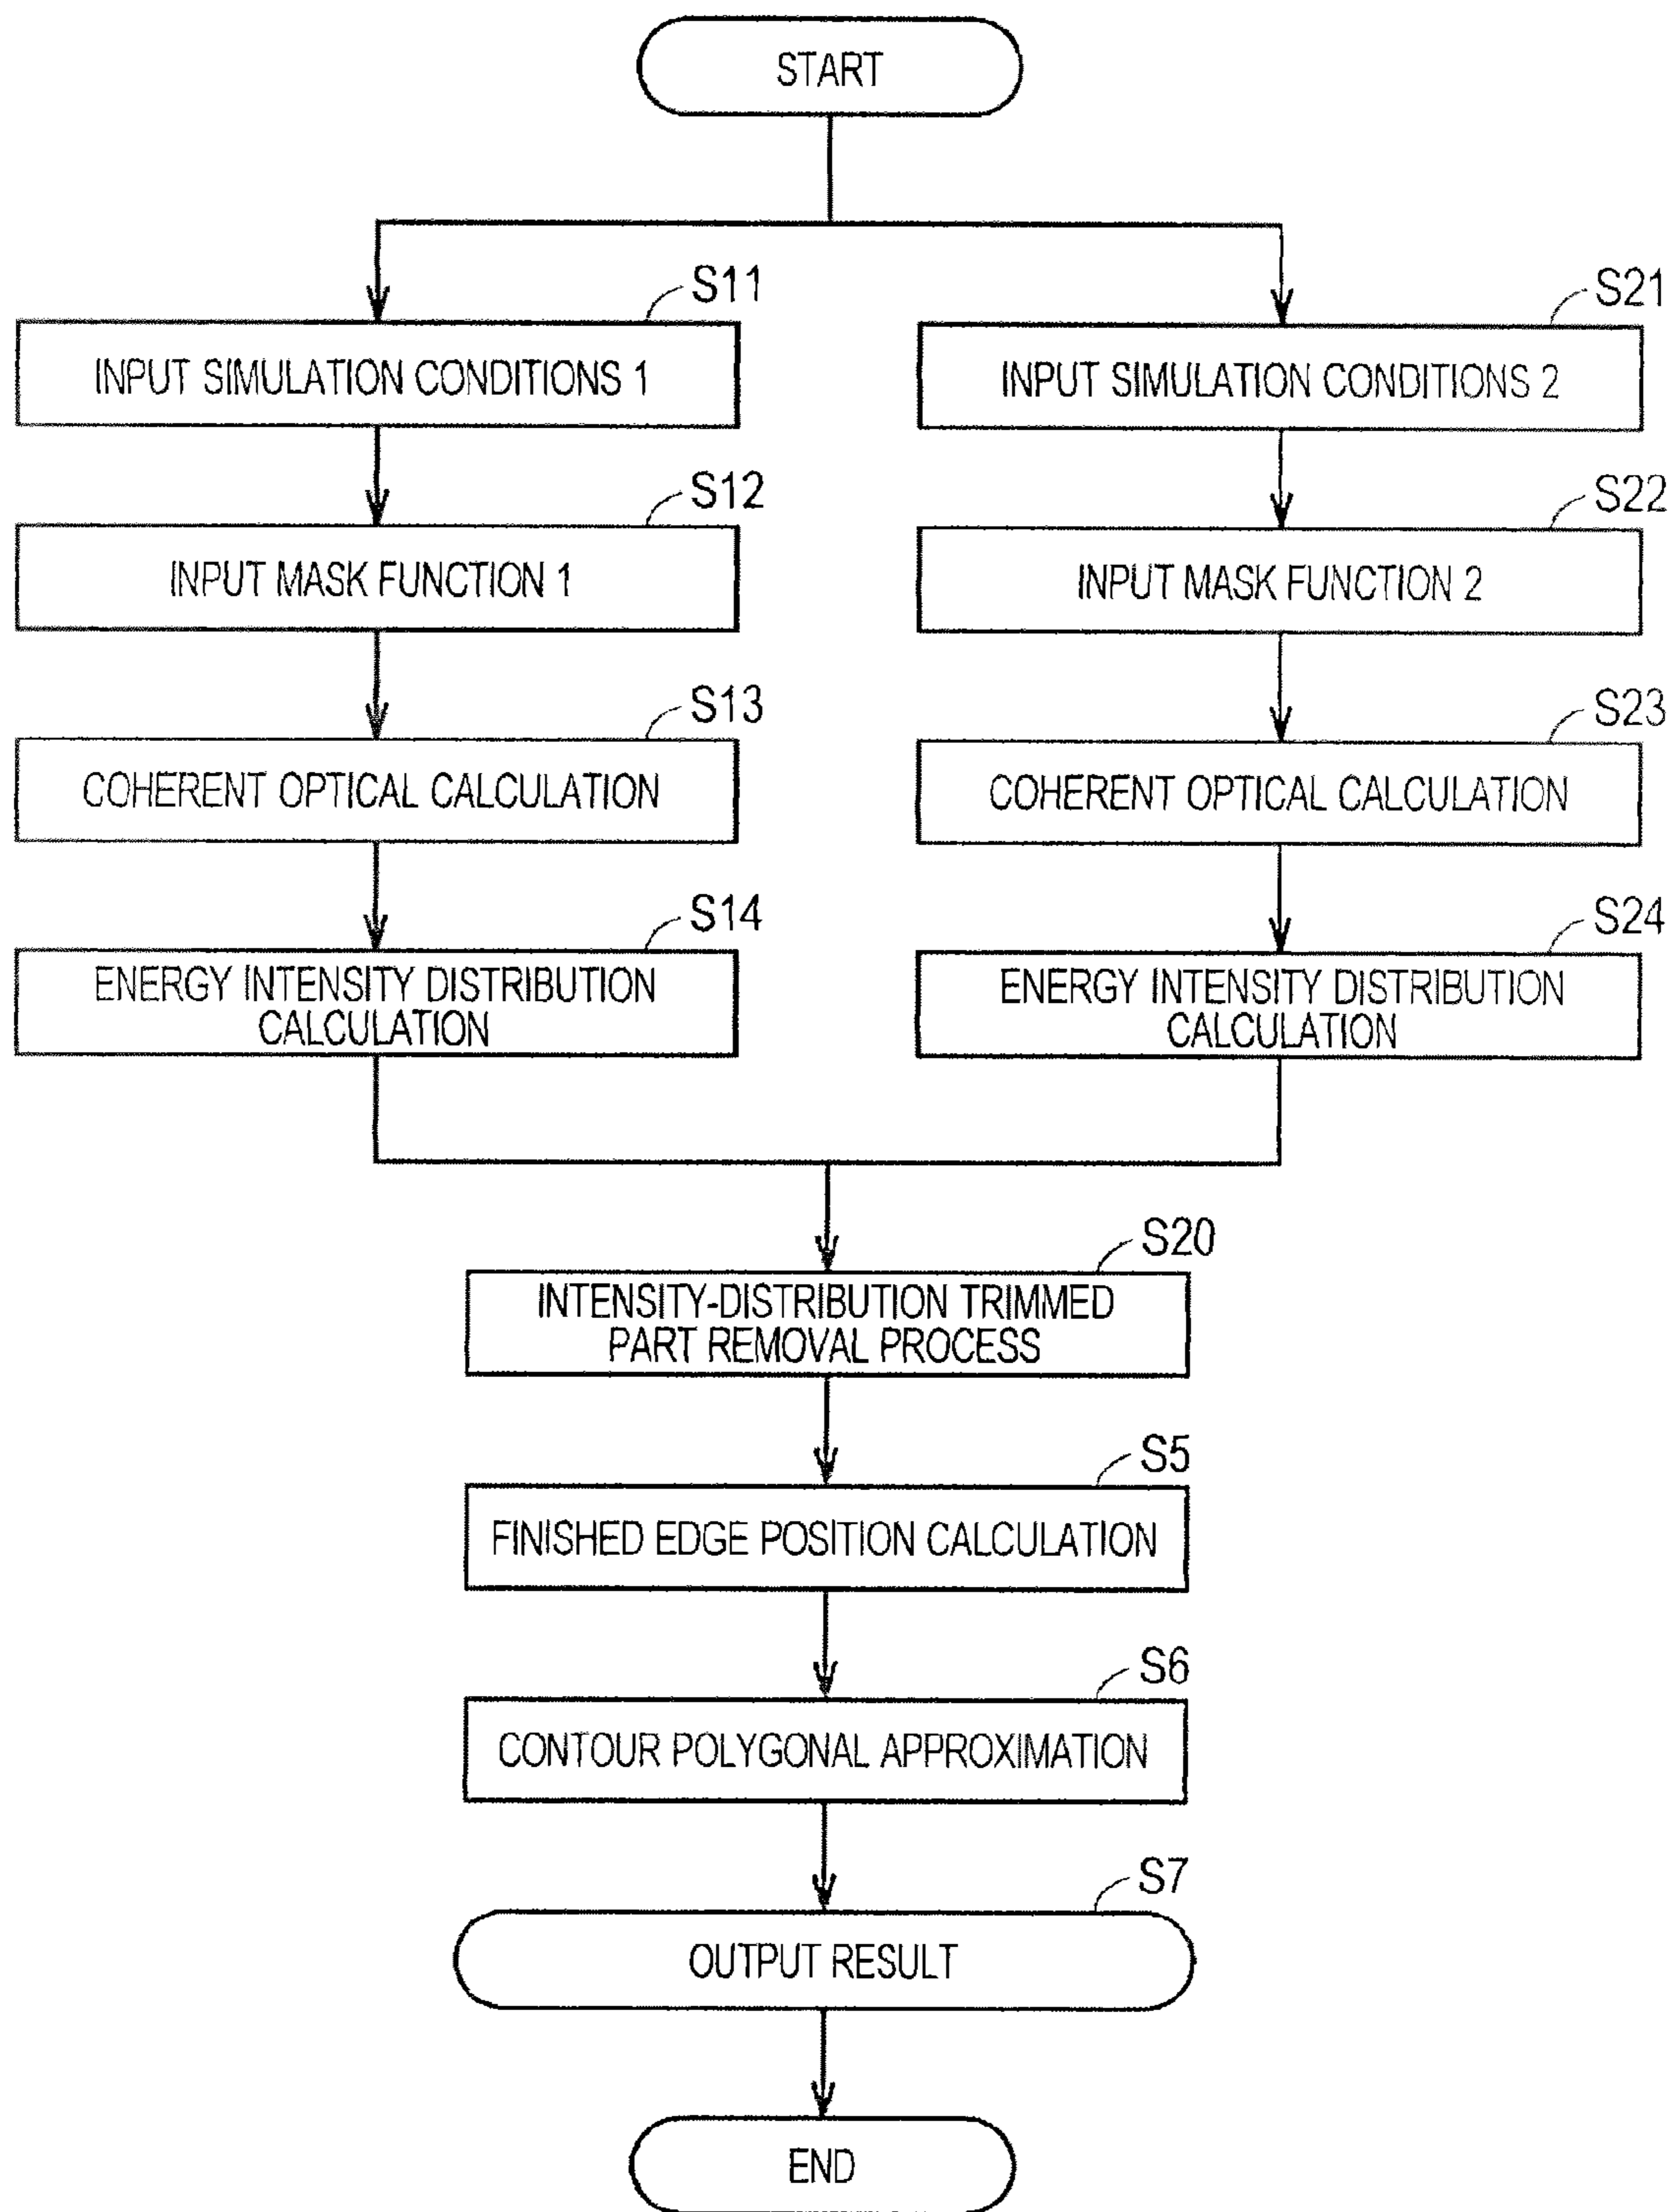 START
S11
INPUT SIMULATION CONDITIONS 1
S12
INPUT MASK FUNCTION 1
S13
COHERENT OPTICAL CALCULATION
S14
ENERGY INTENSITY DISTRIBUTION
CALCULATION
S21
INPUT SIMULATION CONDITIONS 2
S22
INPUT MASK FUNCTION 2
S23
COHERENT OPTICAL CALCULATION
S24
ENERGY INTENSITY DISTRIBUTION
CALCULATION
S20
INTENSITY-DISTRIBUTION TRIMMED
PART REMOVAL PROCESS
S5
FINISHED EDGE POSITION CALCULATION
S6
CONTOUR POLYGONAL APPROXIMATION
S7
OUTPUT RESULT
END